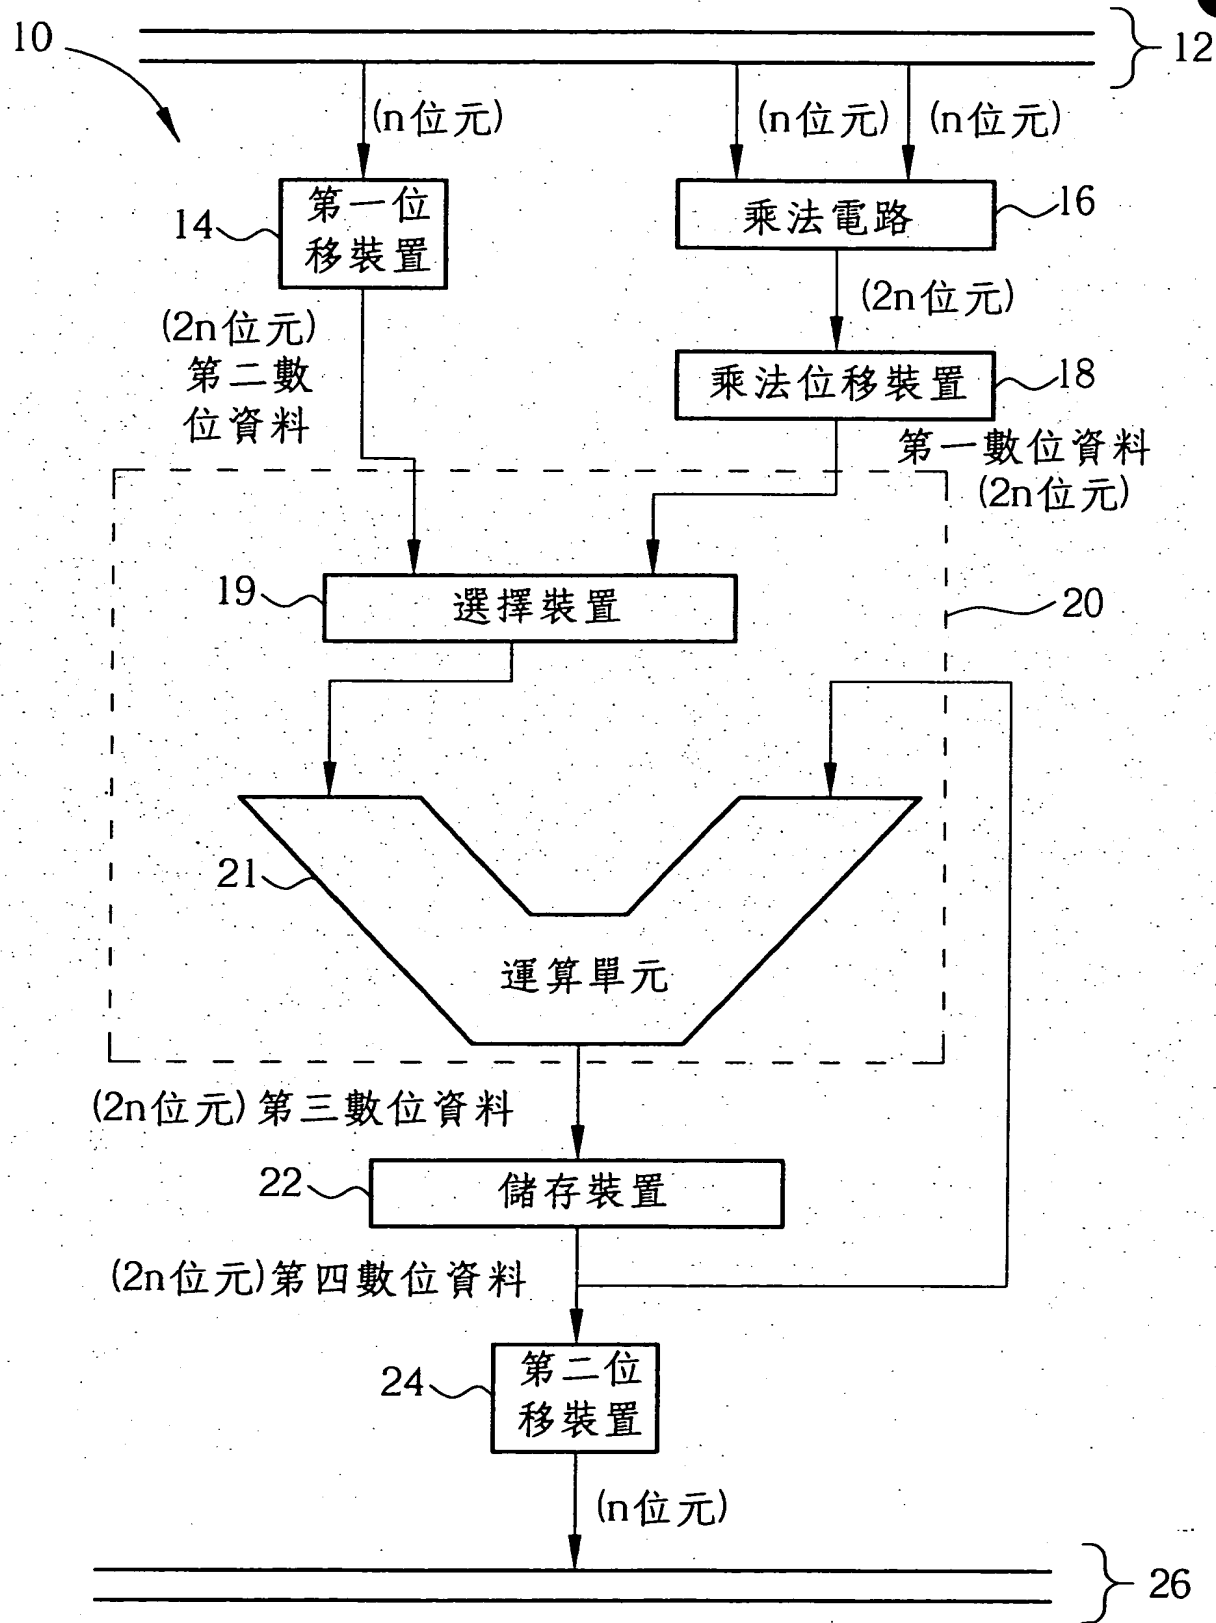 10
12
(n位元)
(n位元)
(n位元)
14
第一位
移裝置
乘法電路
16
(2n位元)
第二數
位資料
(2n位元)
乘法位移裝置
18
第一數位資料
(2n位元)
19
選擇裝置
20
21
運算單元
(2n位元)第三數位資料
22
儲存裝置
(2n位元)第四數位資料
24
第二位
移裝置
(n位元)
26